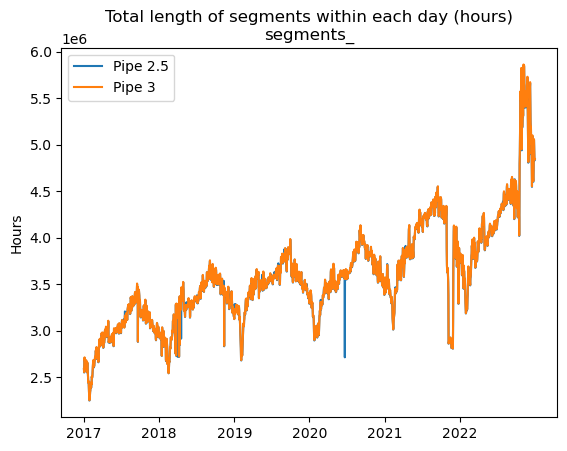 Total length of segments within each day (hours)
segments_
1e6
Pipe 2.5
Pipe 3
6.0
5.5
5.0
4.5
4.0
3.5
3.0
2.5
Hours
2017
2018
2019
2020
2021
2022